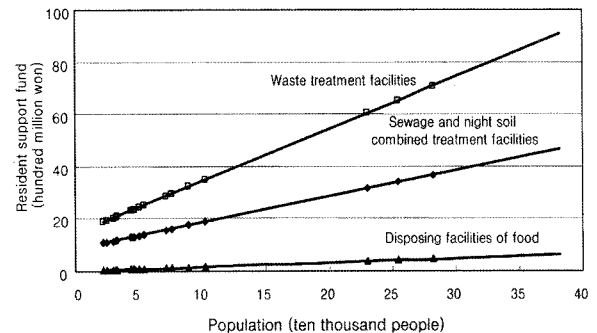 Resident support fund
(hundred million won)
100
80
60
40
20
0
Waste treatment facilities
Sewage and night soil
combined treatment facilities
Disposing facilities of food
0
5
10
15
20
25
30
35
40
Population (ten thousand people)